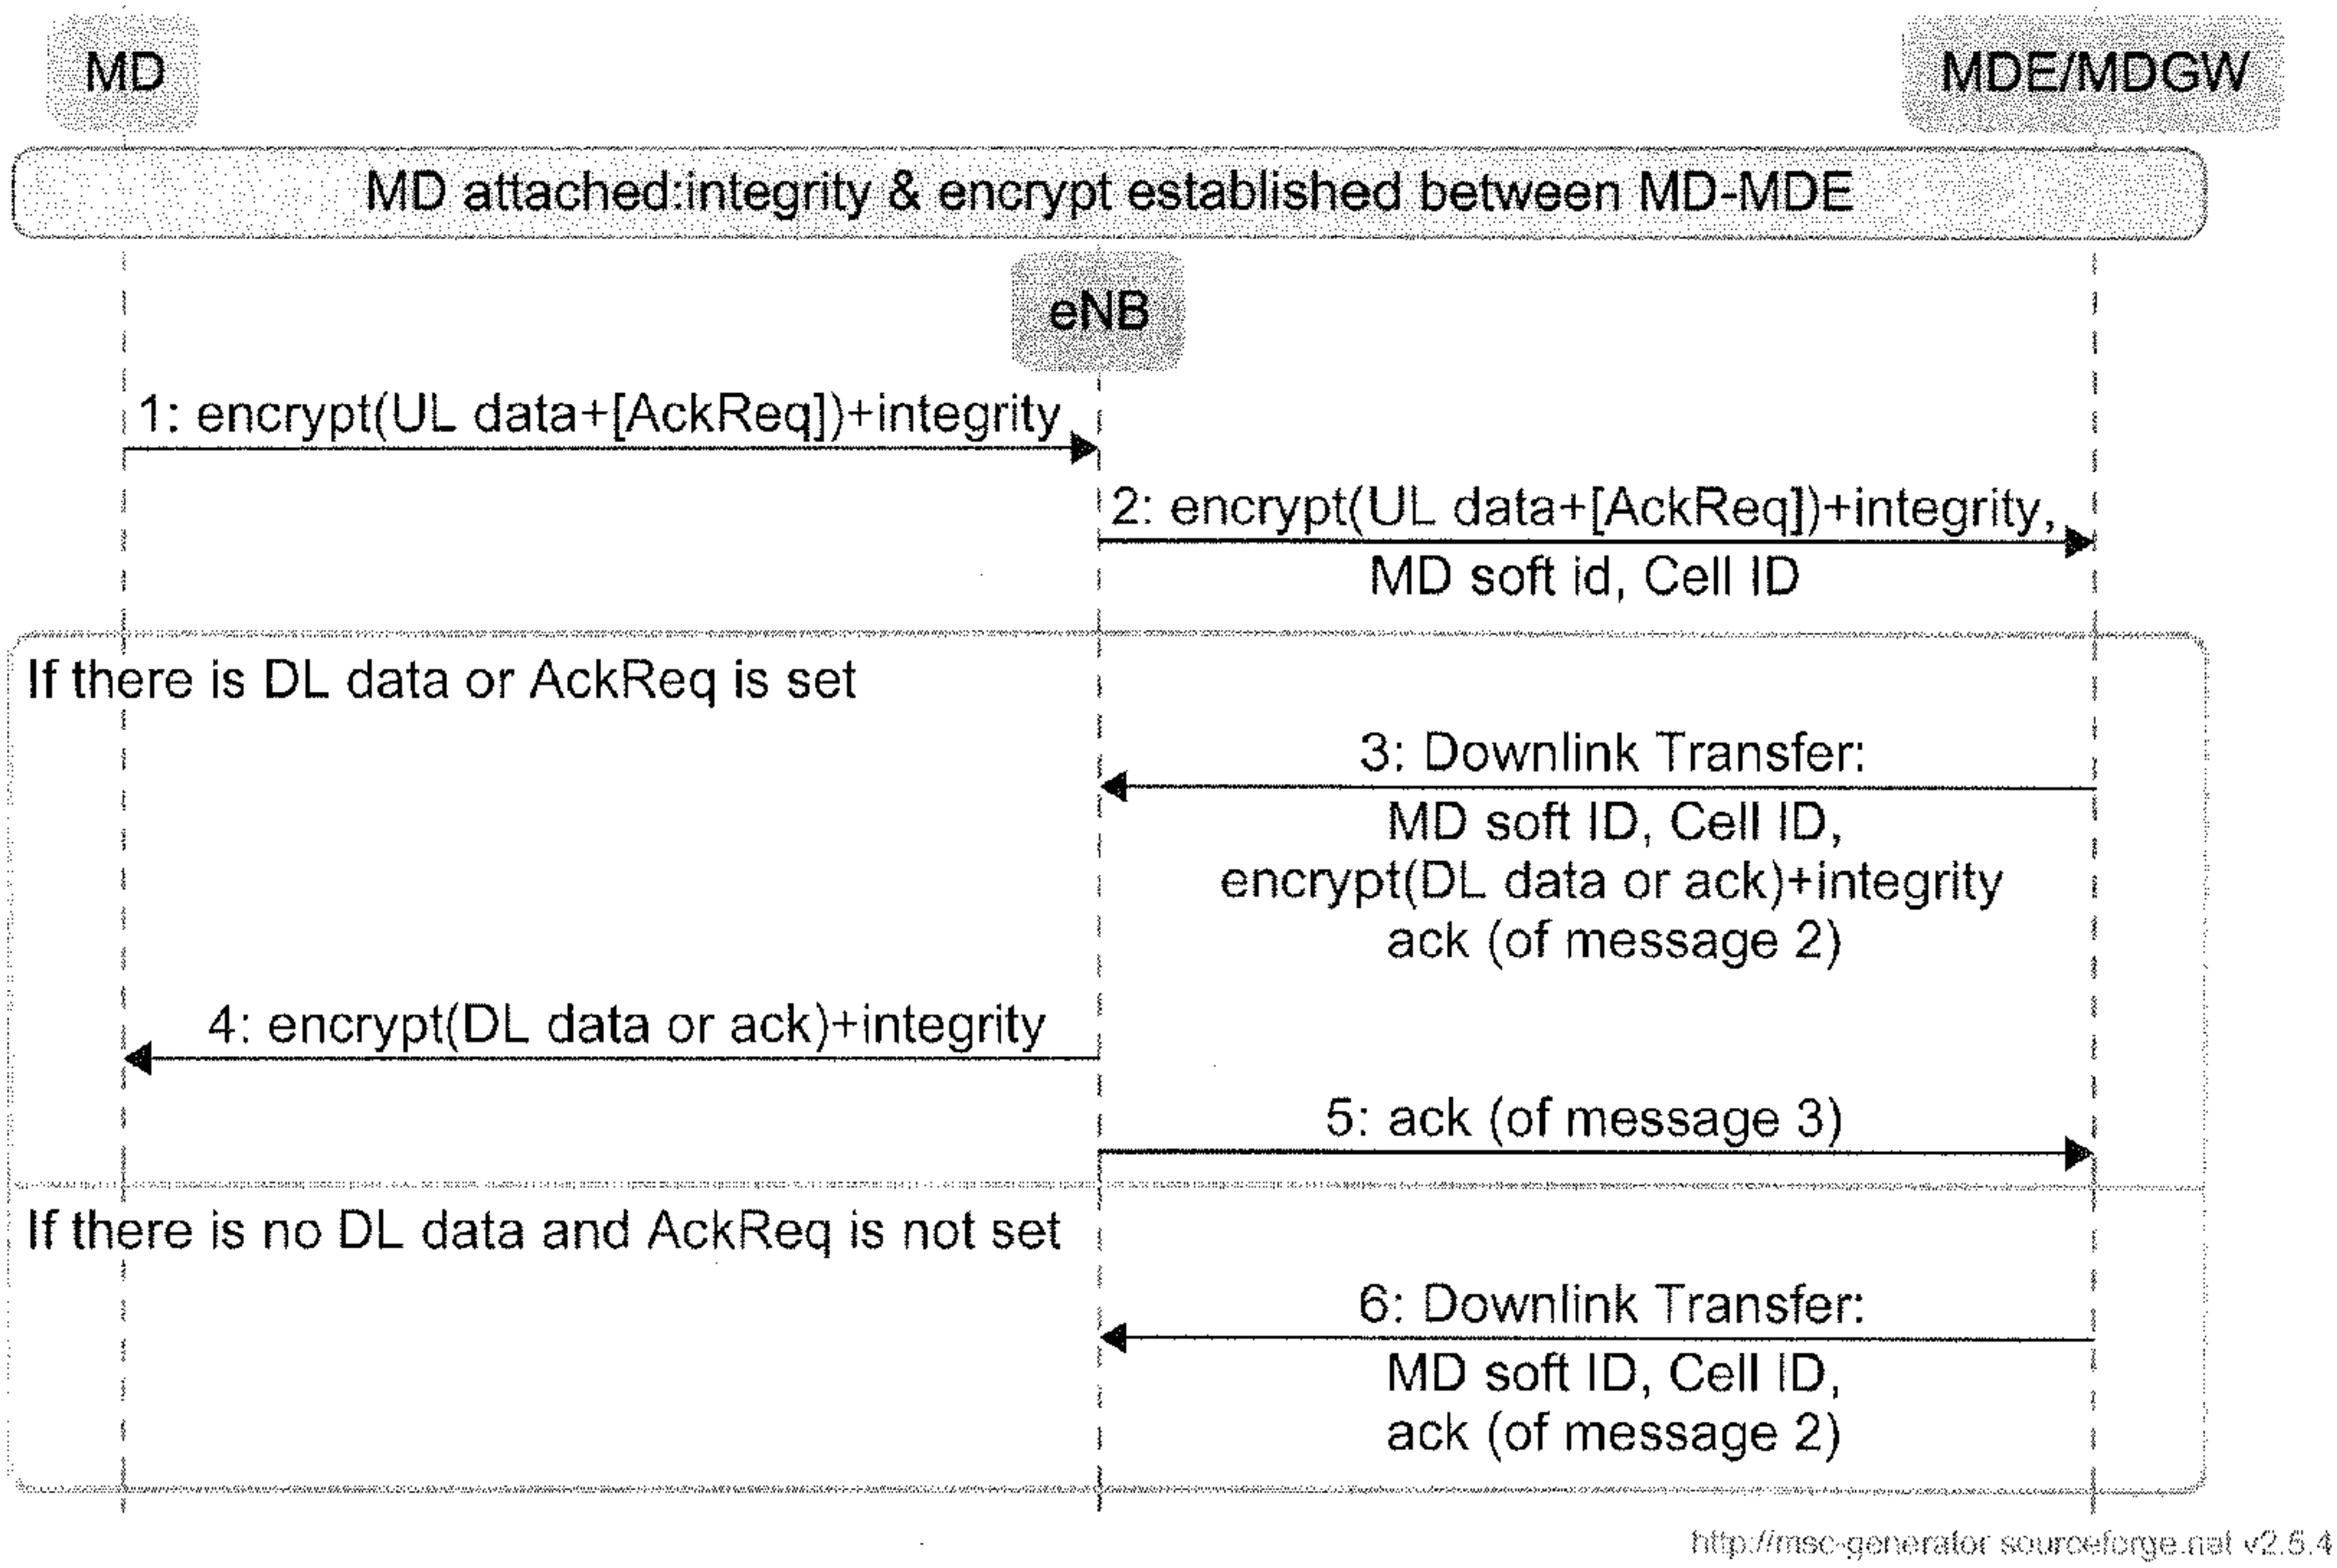 MD
MDE/MDGW
MD attached:integrity & encrypt established between MD-MDE
eNB
1: encrypt(UL data+[AckReq])+integrity
2: encrypt(UL data+[AckReq])+integrity,
MD soft id, Cell ID
If there is DL data or AckReq is set
3: Downlink Transfer:
MD soft ID, Cell ID,
encrypt(DL data or ack)+integrity
ack (of message 2)
4: encrypt(DL data or ack)+integrity
5: ack (of message 3)
If there is no DL data and AckReq is not set
6: Downlink Transfer:
MD soft ID, Cell ID,
ack (of message 2)
http://msc-generator sourceforge.net v2.5.4